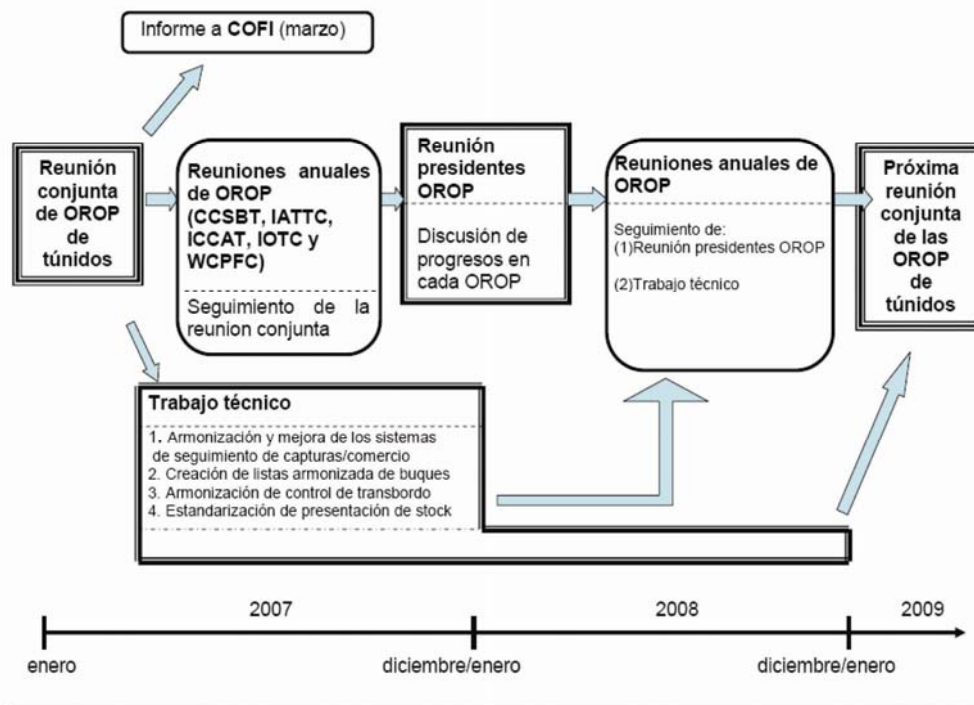 Informe a COFI (marzo)
Reunión
conjunta
de OROP
de
túnidos
Reuniones anuales
de OROP
(CCSBT, IATTC,
ICCAT, IOTC y
WCPFC)
Seguimiento de la
reunion conjunta
Reunión
presidentes
OROP
Discusión de
progresos en
cada OROP
Reuniones anuales de
OROP
Seguimiento de:
(1)Reunión presidentes OROP
(2)Trabajo técnico
Próxima
reunión
conjunta
de las
OROP
de
túnidos
Trabajo técnico
1. Armonización y mejora de los sistemas
de seguimiento de capturas/comercio
2. Creación de listas armonizada de buques
3. Armonización de control de transbordo
4. Estandarización de presentación de stock
2007
2008
2009
enero
diciembre/enero
diciembre/enero